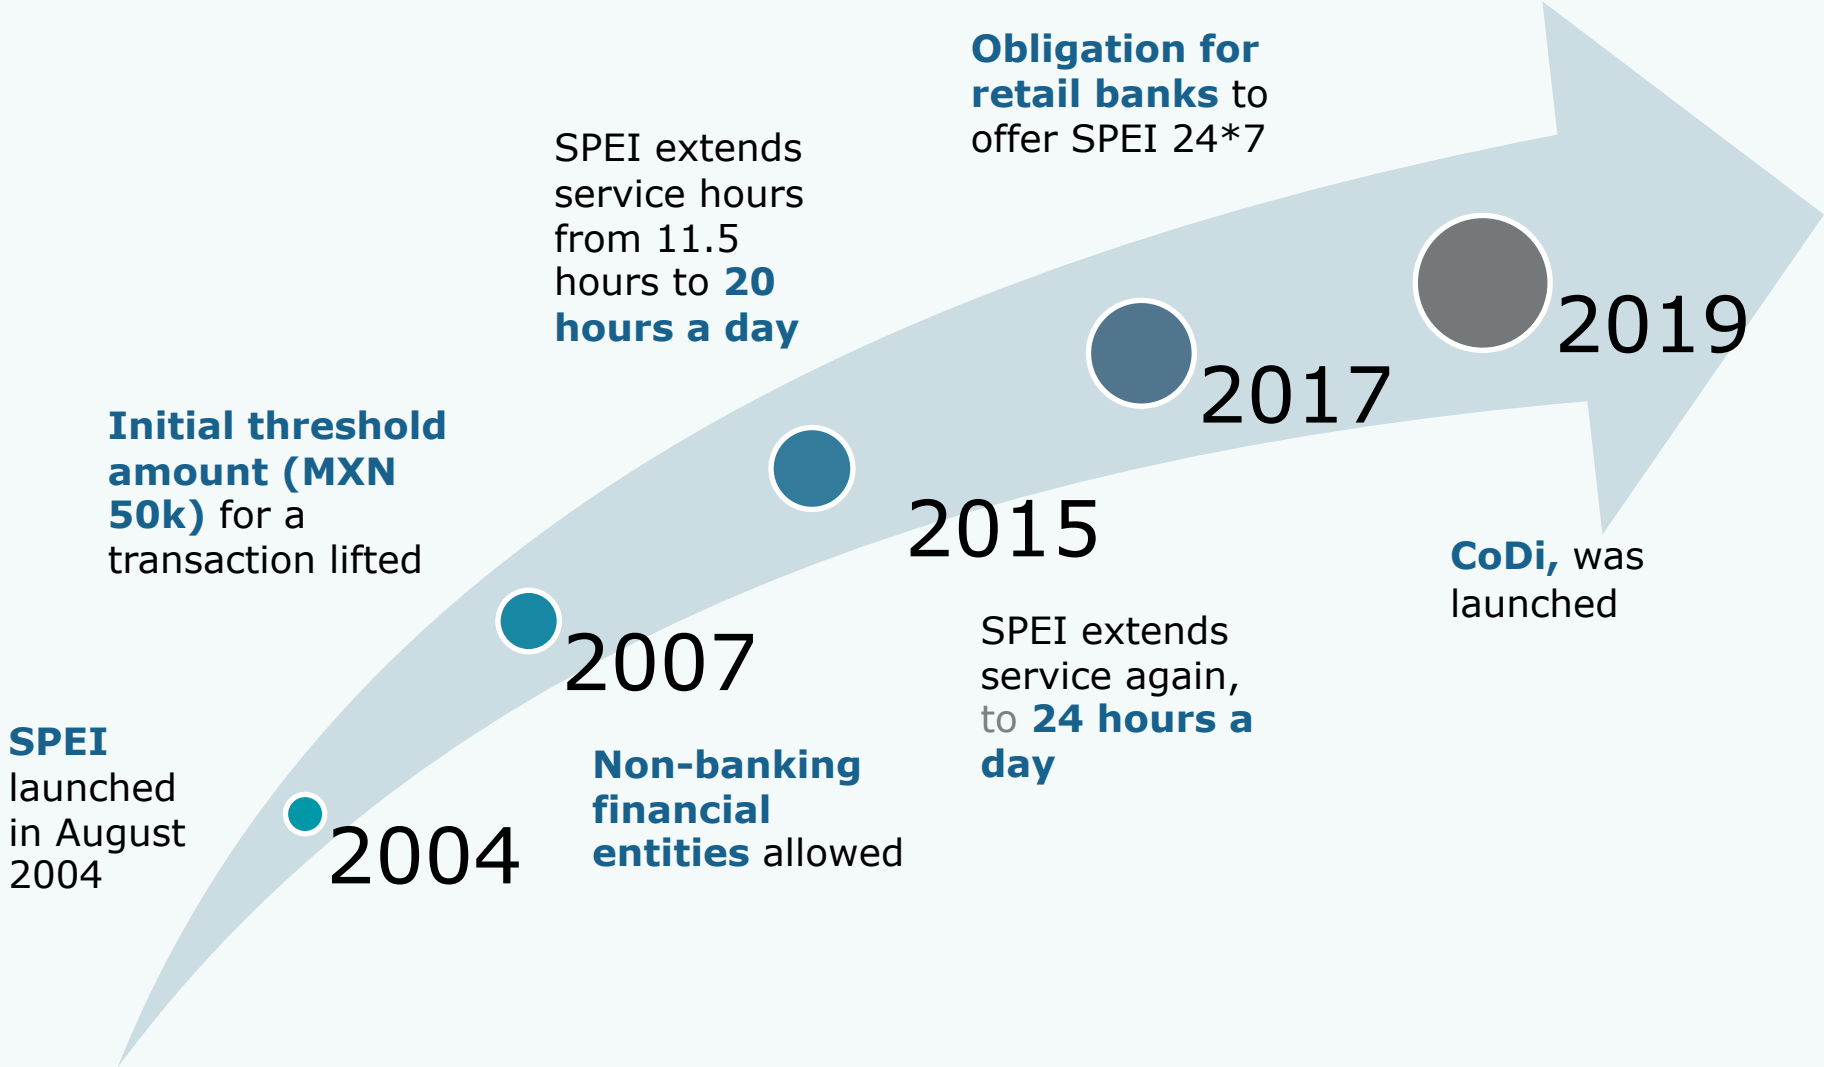 SPEI
launched
in August
2004
2004
Initial threshold
amount (MXN
50k) for a
transaction lifted
2007
Non-banking
financial
entities allowed
SPEI extends
service hours
from 11.5
hours to 20
hours a day
2015
SPEI extends
service again,
to 24 hours a
day
Obligation for
retail banks to
offer SPEI 24*7
2017
2019
CoDi, was
launched